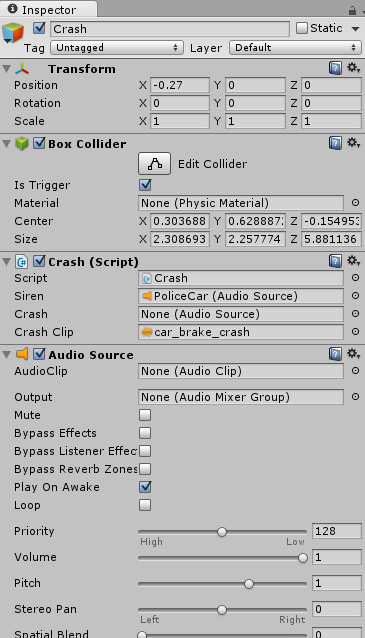 Inspector
Crash Static
Tag Untagged Layer Default
Transform
Position X -0.27 Y 0 Z 0
Rotation X 0 Y 0 Z 0
Scale X 1 Y 1 Z 1
Box Collider
Edit Collider
Is Trigger
Material None (Physic Material)
Center X 0.303688 Y 0.628887 Z -0.154953
Size X 2.308693 Y 2.257774 Z 5.881136
Crash (Script)
Script Crash
Siren PoliceCar (Audio Source)
Crash None (Audio Source)
Crash Clip car_brake_crash
Audio Source
AudioClip None (Audio Clip)
Output None (Audio Mixer Group)
Mute
Bypass Effects
Bypass Listener Effec
Bypass Reverb Zones
Play On Awake
Loop
Priority 128
High Low
Volume 1
Pitch 1
Stereo Pan 0
Left Right
Spatial Blend 0